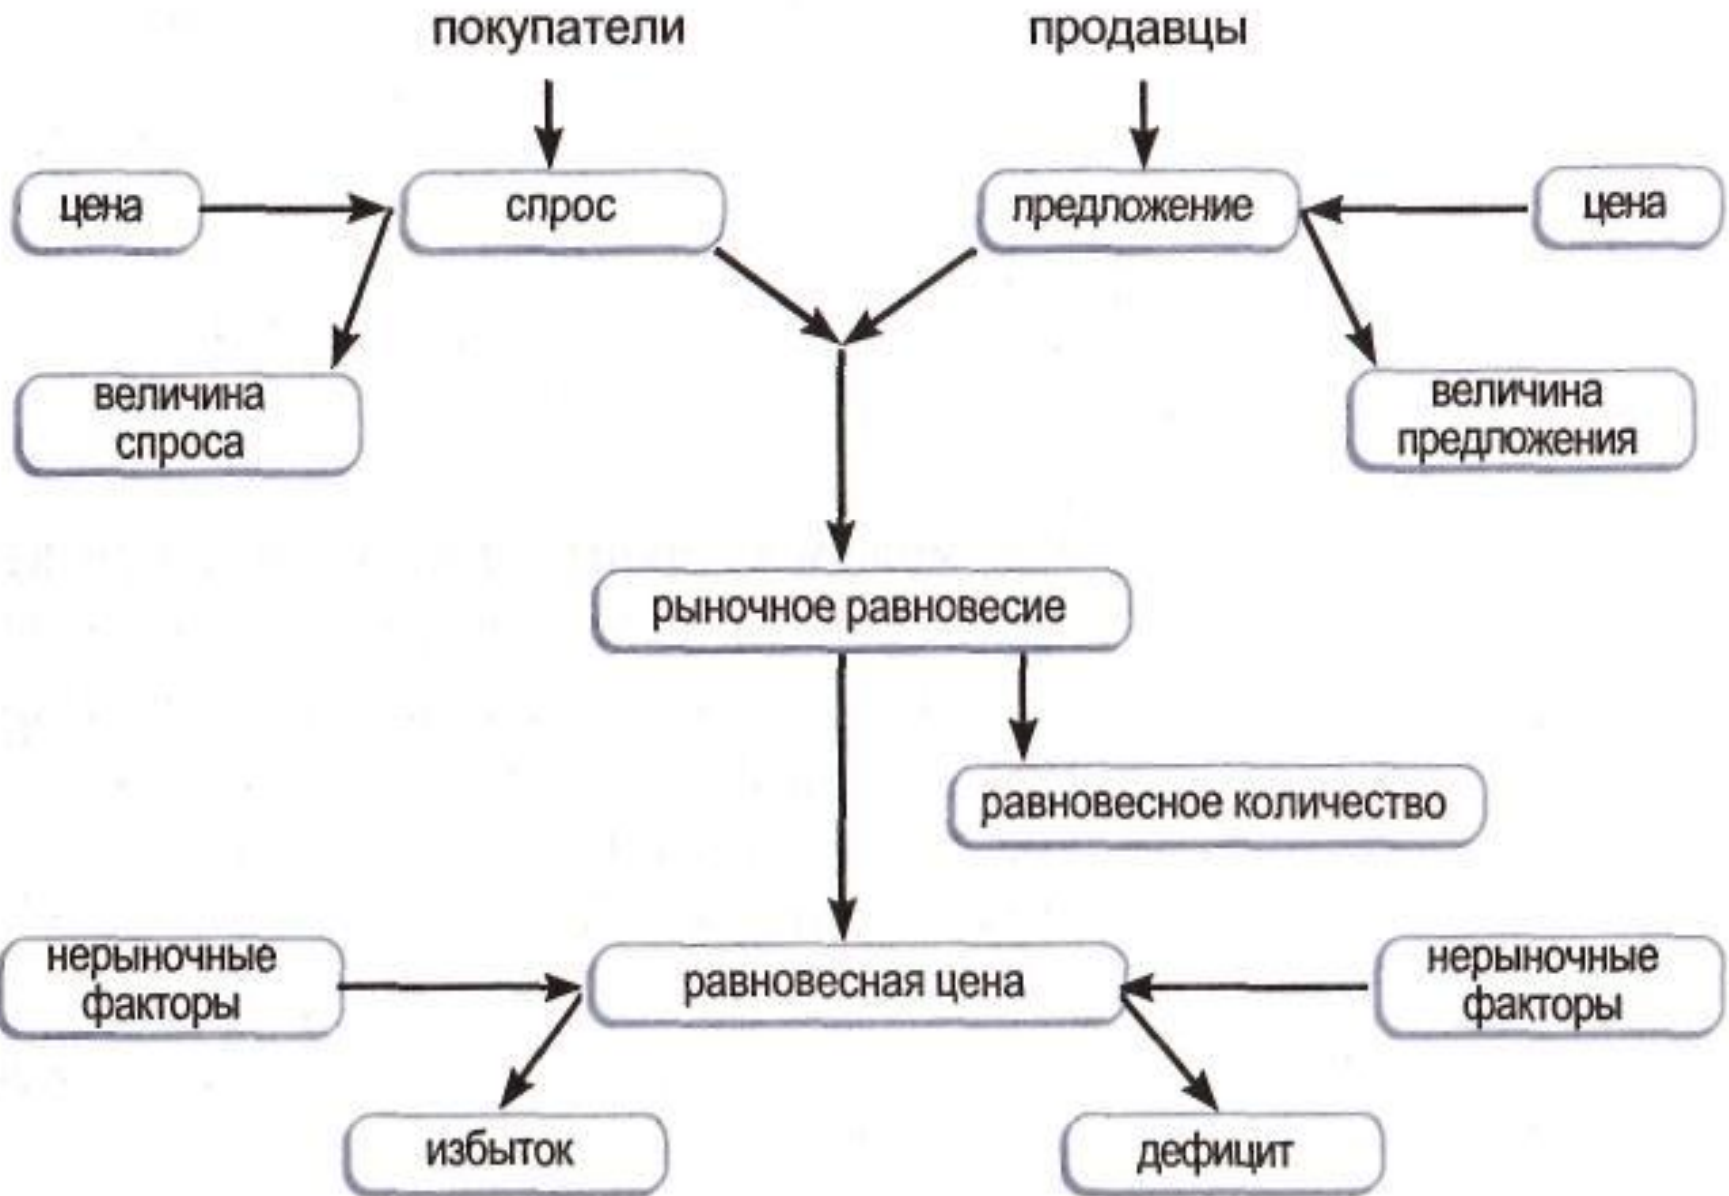 покупатели
продавцы
цена
спрос
предложение
цена
величина
спроса
величина
предложения
рыночное равновесие
равновесное количество
нерыночные
факторы
равновесная цена
нерыночные
факторы
избыток
дефицит